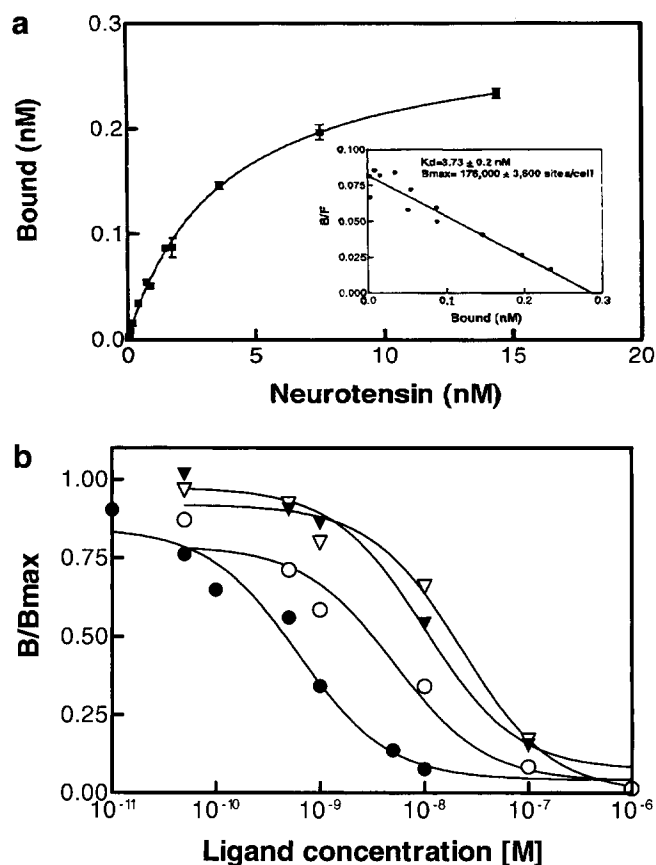 a
0.3
0.2
0.1
0.0
Bound (nM)
0
5
10
15
20
Neurotensin (nM)
0.100
0.075
0.050
0.025
0.000
B/F
Kd=3.73 ± 0.2 nM
Bmax= 176,000 ± 3,600 sites/cell
0.0
0.1
0.2
0.3
Bound (nM)
b
1.00
0.75
0.50
0.25
0.00
B/Bmax
10-11
10-10
10-9
10-8
10-7
10-6
Ligand concentration [M]